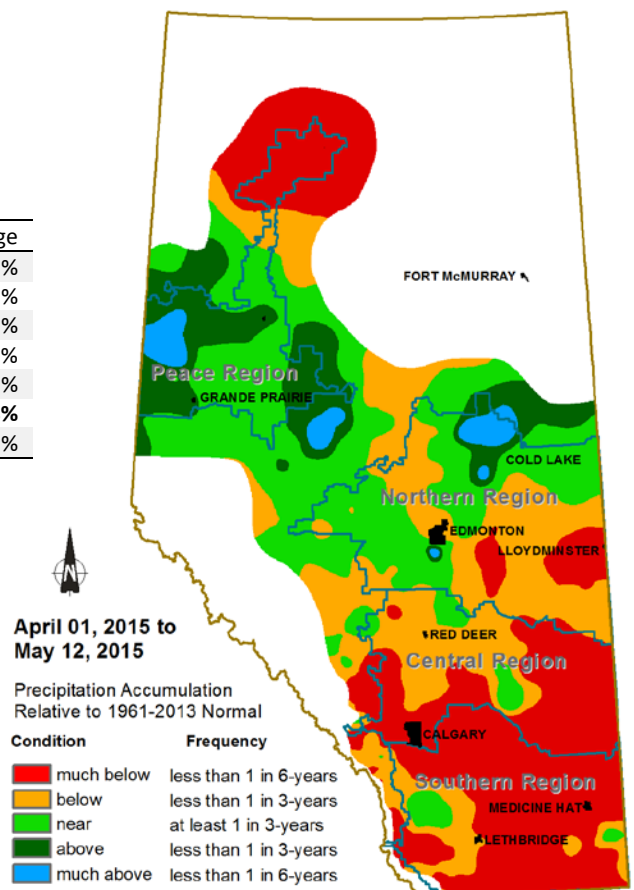 ge
%
%
%
%
%
%
%
FORT McMURRAY
Peace Region
GRANDE PRAIRIE
COLD LAKE
Northern Region
EDMONTON
LLOYDMINSTER
RED DEER
Central Region
CALGARY
Southern Region
MEDICINE HAT
LETHBRIDGE
N
April 01, 2015 to
May 12, 2015
Precipitation Accumulation
Relative to 1961-2013 Normal
Condition Frequency
much below less than 1 in 6-years
below less than 1 in 3-years
near at least 1 in 3-years
above less than 1 in 3-years
much above less than 1 in 6-years